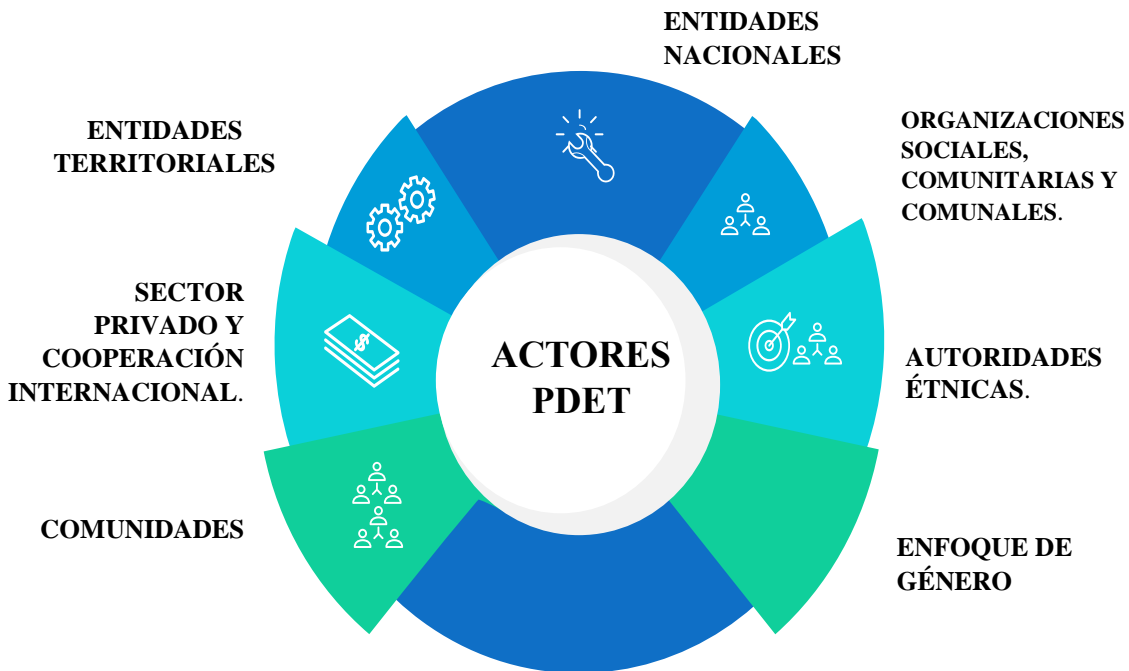 ENTIDADES
NACIONALES
ORGANIZACIONES
SOCIALES,
COMUNITARIAS Y
COMUNALES.
AUTORIDADES
ÉTNICAS.
ENFOQUE DE
GÉNERO
COMUNIDADES
SECTOR
PRIVADO Y
COOPERACIÓN
INTERNACIONAL.
ENTIDADES
TERRITORIALES
$
ACTORES
PDET